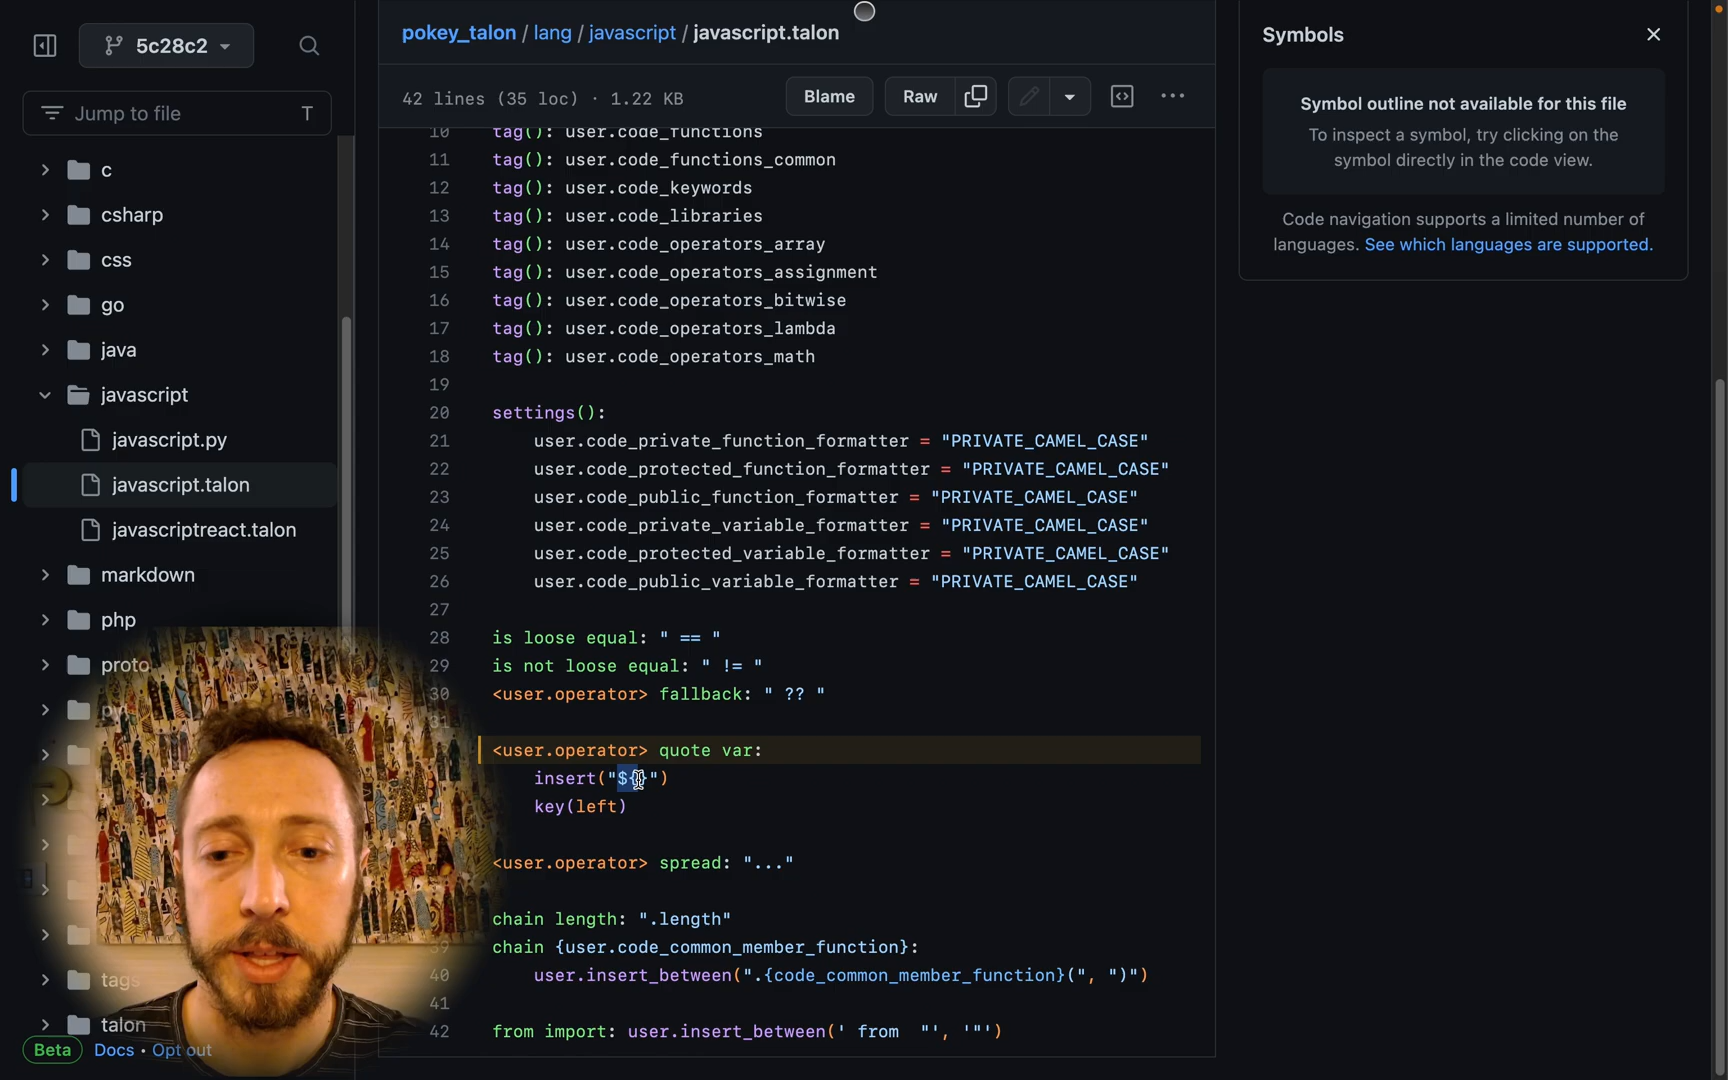 5c28c2
pokey_talon / lang / javascript / javascript.talon
Symbols
42 lines (35 loc) · 1.22 KB
Blame
Raw
Jump to file
T
c
csharp
css
go
java
javascript
javascript.py
javascript.talon
javascriptreact.talon
markdown
php
proto
tags
talon
Beta Docs • Opt out
10 tag(): user.code_functions
11 tag(): user.code_functions_common
12 tag(): user.code_keywords
13 tag(): user.code_libraries
14 tag(): user.code_operators_array
15 tag(): user.code_operators_assignment
16 tag(): user.code_operators_bitwise
17 tag(): user.code_operators_lambda
18 tag(): user.code_operators_math
19
20 settings():
21 user.code_private_function_formatter = "PRIVATE_CAMEL_CASE"
22 user.code_protected_function_formatter = "PRIVATE_CAMEL_CASE"
23 user.code_public_function_formatter = "PRIVATE_CAMEL_CASE"
24 user.code_private_variable_formatter = "PRIVATE_CAMEL_CASE"
25 user.code_protected_variable_formatter = "PRIVATE_CAMEL_CASE"
26 user.code_public_variable_formatter = "PRIVATE_CAMEL_CASE"
27
28 is loose equal: " == "
29 is not loose equal: " != "
30 <user.operator> fallback: " ?? "
31
<user.operator> quote var:
insert("${}")
key(left)
<user.operator> spread: "..."
chain length: ".length"
39 chain {user.code_common_member_function}:
40 user.insert_between(".{code_common_member_function}(", ")")
41
42 from import: user.insert_between(' from  "', '"')
Symbol outline not available for this file
To inspect a symbol, try clicking on the
symbol directly in the code view.
Code navigation supports a limited number of
languages. See which languages are supported.